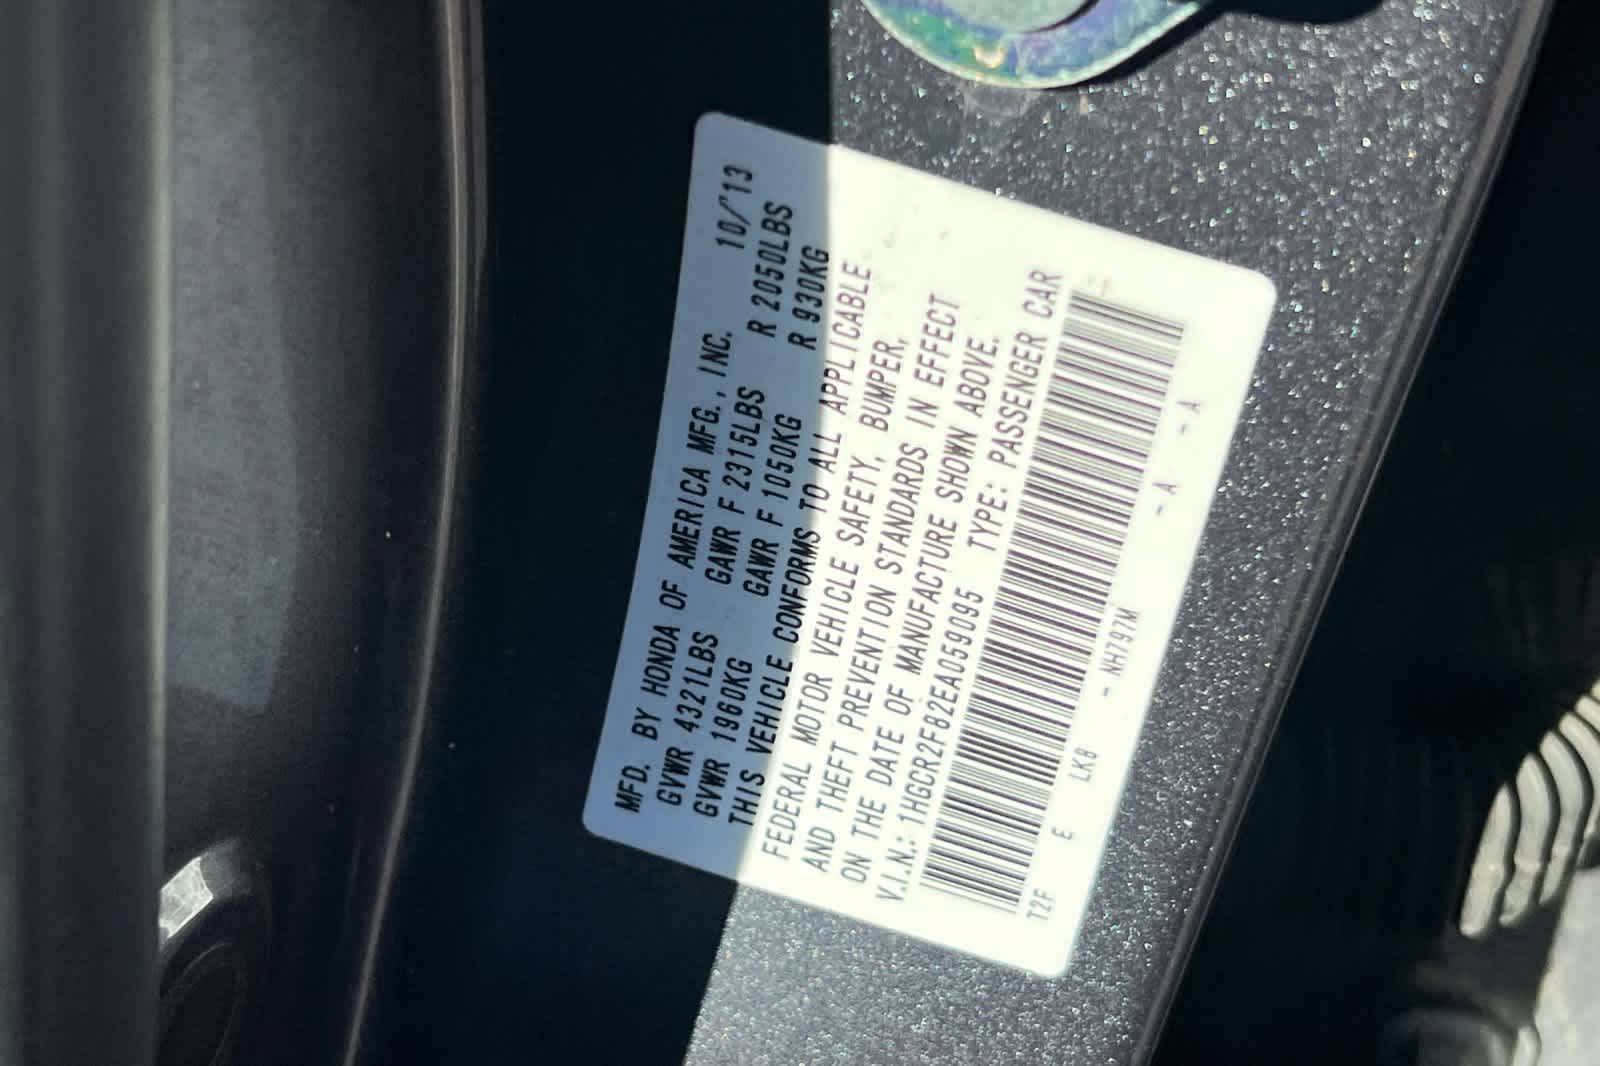 MFD. BY HONDA OF AMERICA MFG., INC. 10/'13
GVWR 4321LBS GAWR F 2315LBS R 2050LBS
GVWR 1960KG GAWR F 1050KG R 930KG
THIS VEHICLE CONFORMS TO ALL APPLICABLE
FEDERAL MOTOR VEHICLE SAFETY, BUMPER,
AND THEFT PREVENTION STANDARDS IN EFFECT
ON THE DATE OF MANUFACTURE SHOWN ABOVE.
V.I.N.: 1HGCR2F82EA059095 TYPE: PASSENGER CAR
T2F E LKB - NH797M -A -A